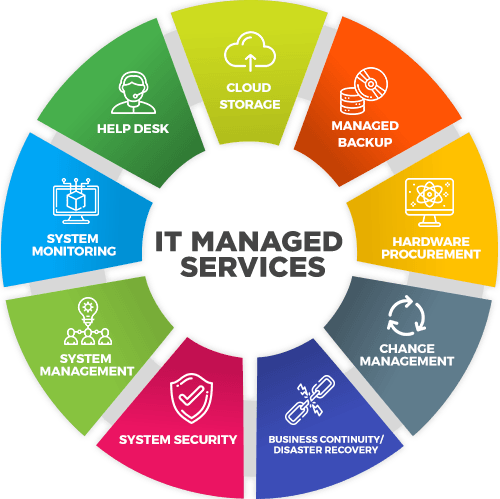 CLOUD
STORAGE
MANAGED
BACKUP
HARDWARE
PROCUREMENT
CHANGE
MANAGEMENT
BUSINESS CONTINUITY/
DISASTER RECOVERY
SYSTEM SECURITY
SYSTEM
MANAGEMENT
SYSTEM
MONITORING
HELP DESK
IT MANAGED
SERVICES